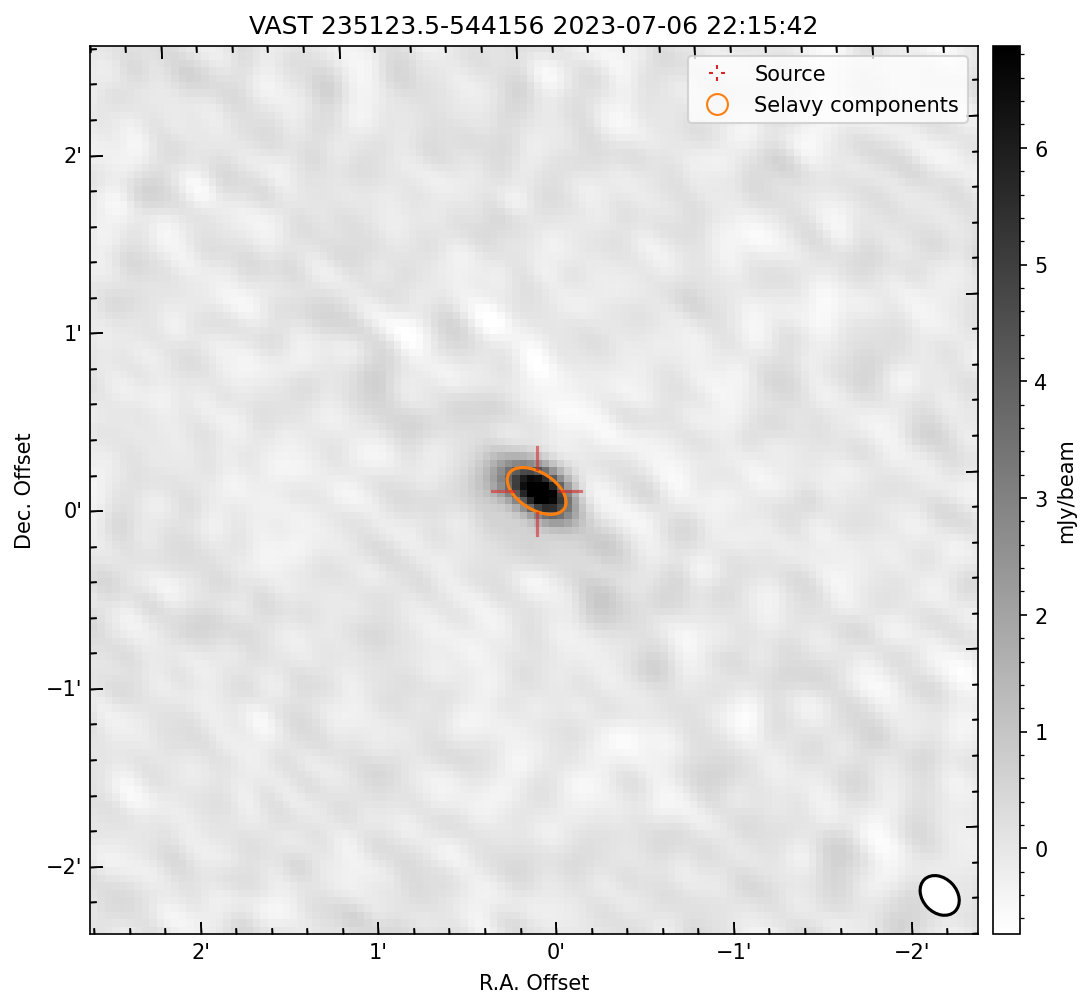 VAST 235123.5-544156 2023-07-06 22:15:42
Source
Selavy components
2'
1'
0'
−1'
−2'
Dec. Offset
2'
1'
0'
−1'
−2'
R.A. Offset
6
5
4
3
2
1
0
mJy/beam